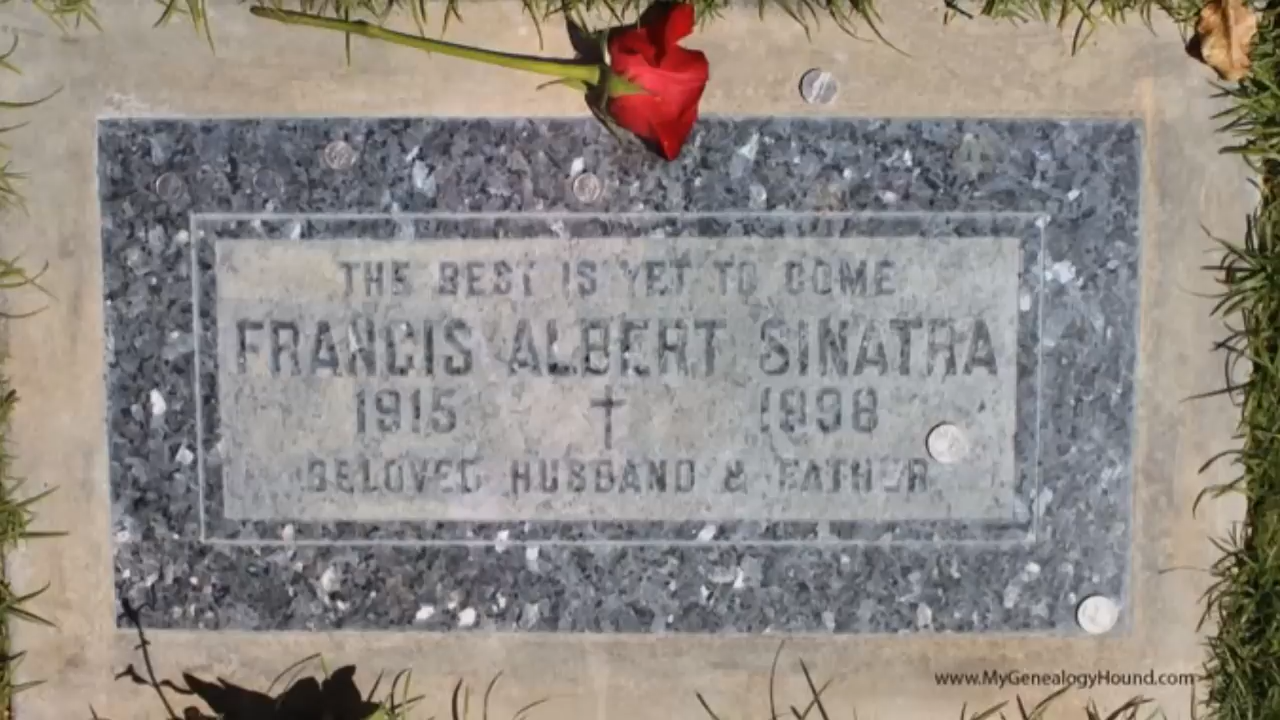 THE BEST IS YET TO COME
FRANCIS ALBERT SINATRA
1915 † 1998
BELOVED HUSBAND & FATHER
www.MyGenealogyHound.com